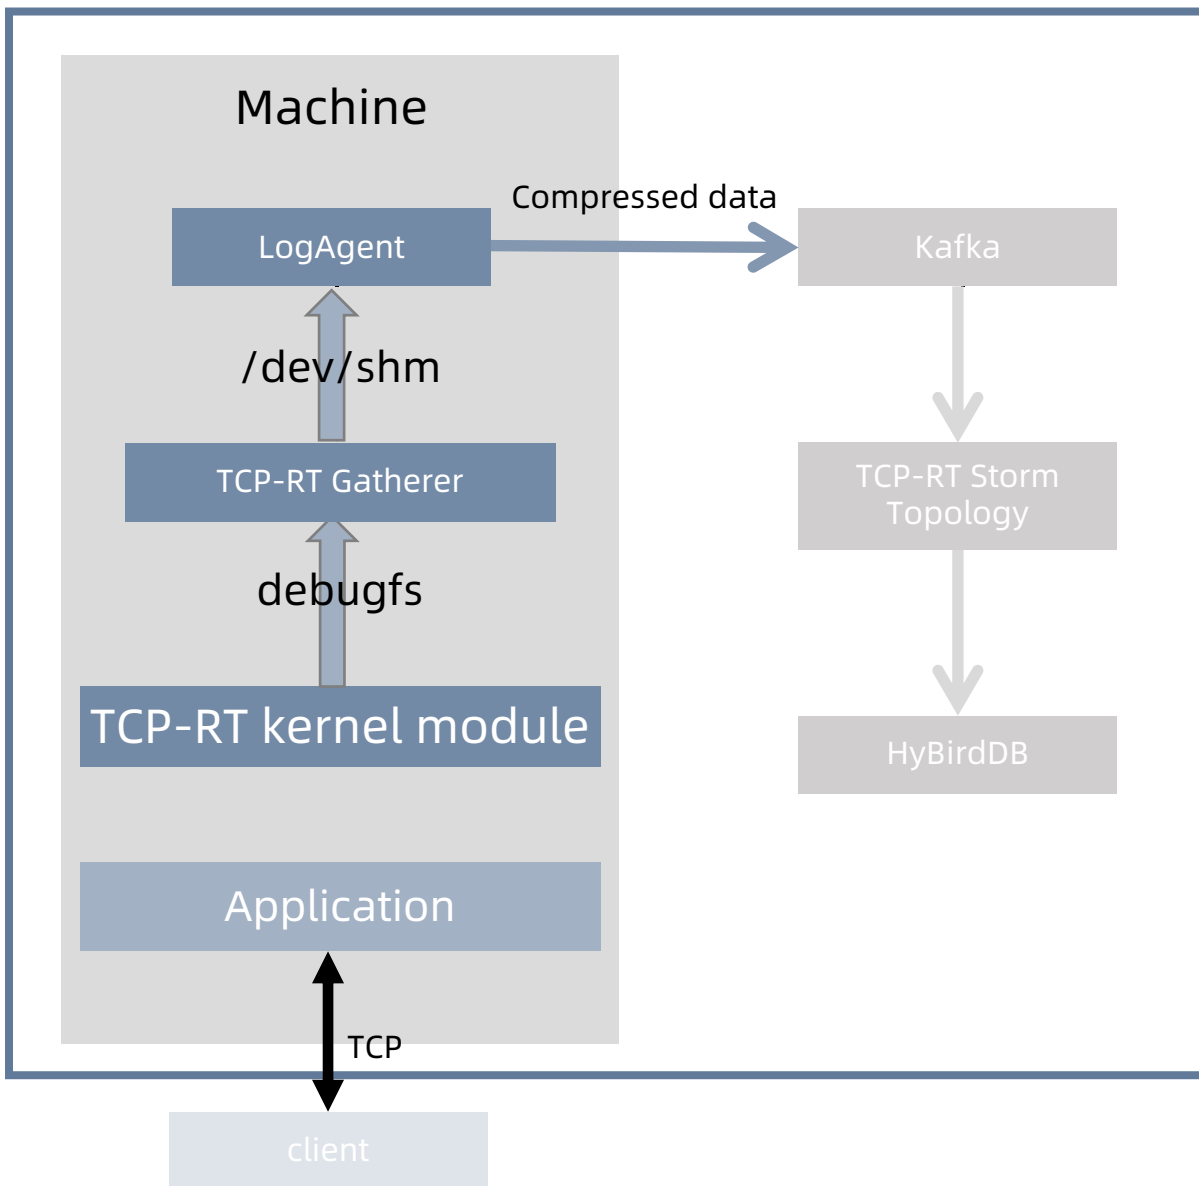 Machine
Compressed data
LogAgent
Kafka
/dev/shm
TCP-RT Gatherer
TCP-RT Storm
Topology
debugfs
TCP-RT kernel module
HyBirdDB
Application
TCP
client